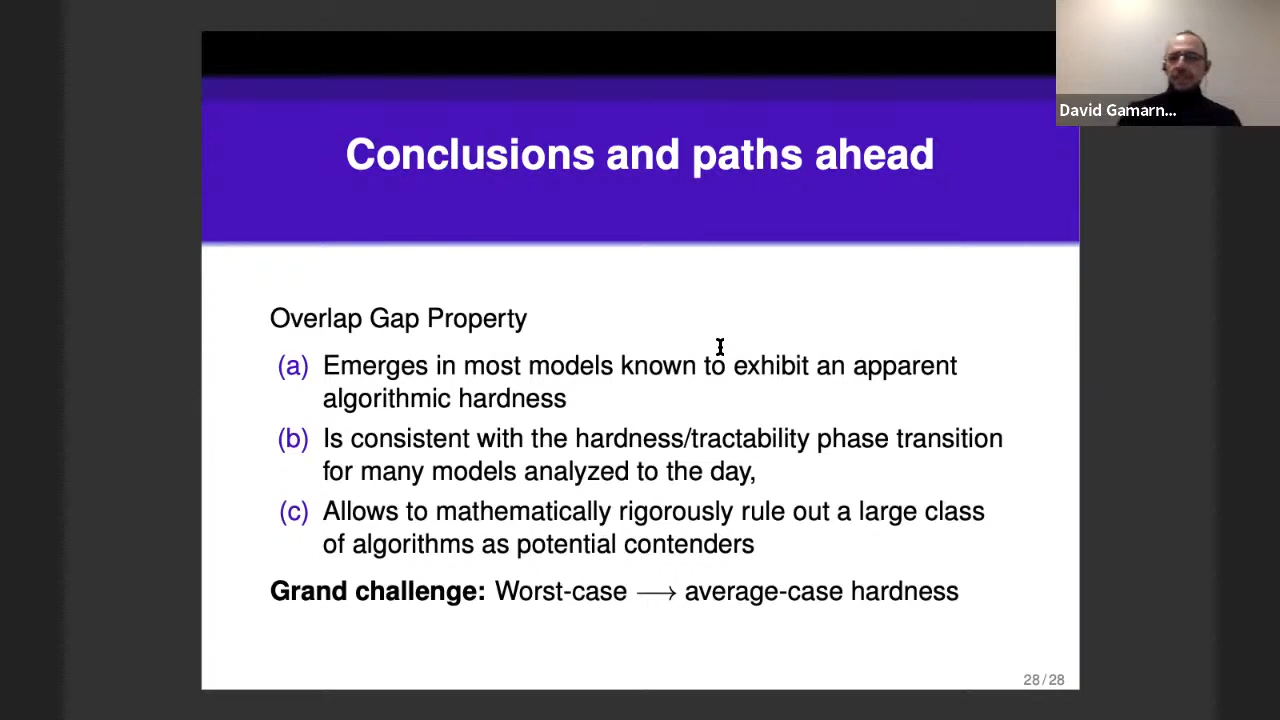 David Gamarn...
Conclusions and paths ahead
Overlap Gap Property
(a) Emerges in most models known to exhibit an apparent
algorithmic hardness
(b) Is consistent with the hardness/tractability phase transition
for many models analyzed to the day,
(c) Allows to mathematically rigorously rule out a large class
of algorithms as potential contenders
Grand challenge: Worst-case ⟶ average-case hardness
28/28